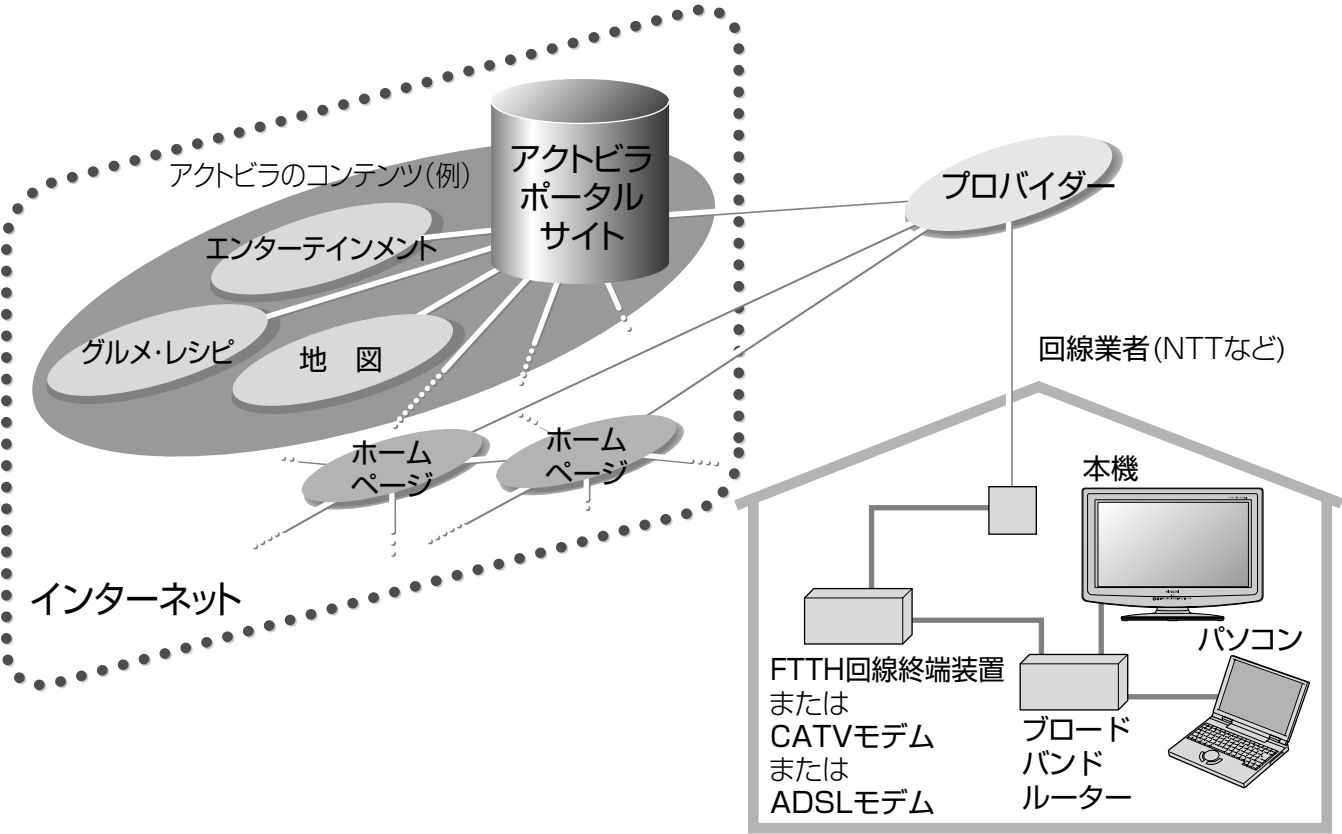 アクトビラのコンテンツ(例)
アクトビラ
ポータル
サイト
エンターテインメント
グルメ・レシピ
地 図
ホーム
ページ
ホーム
ページ
インターネット
プロバイダー
回線業者(NTTなど)
本機
パソコン
FTTH回線終端装置
または
CATVモデム
または
ADSLモデム
ブロード
バンド
ルーター